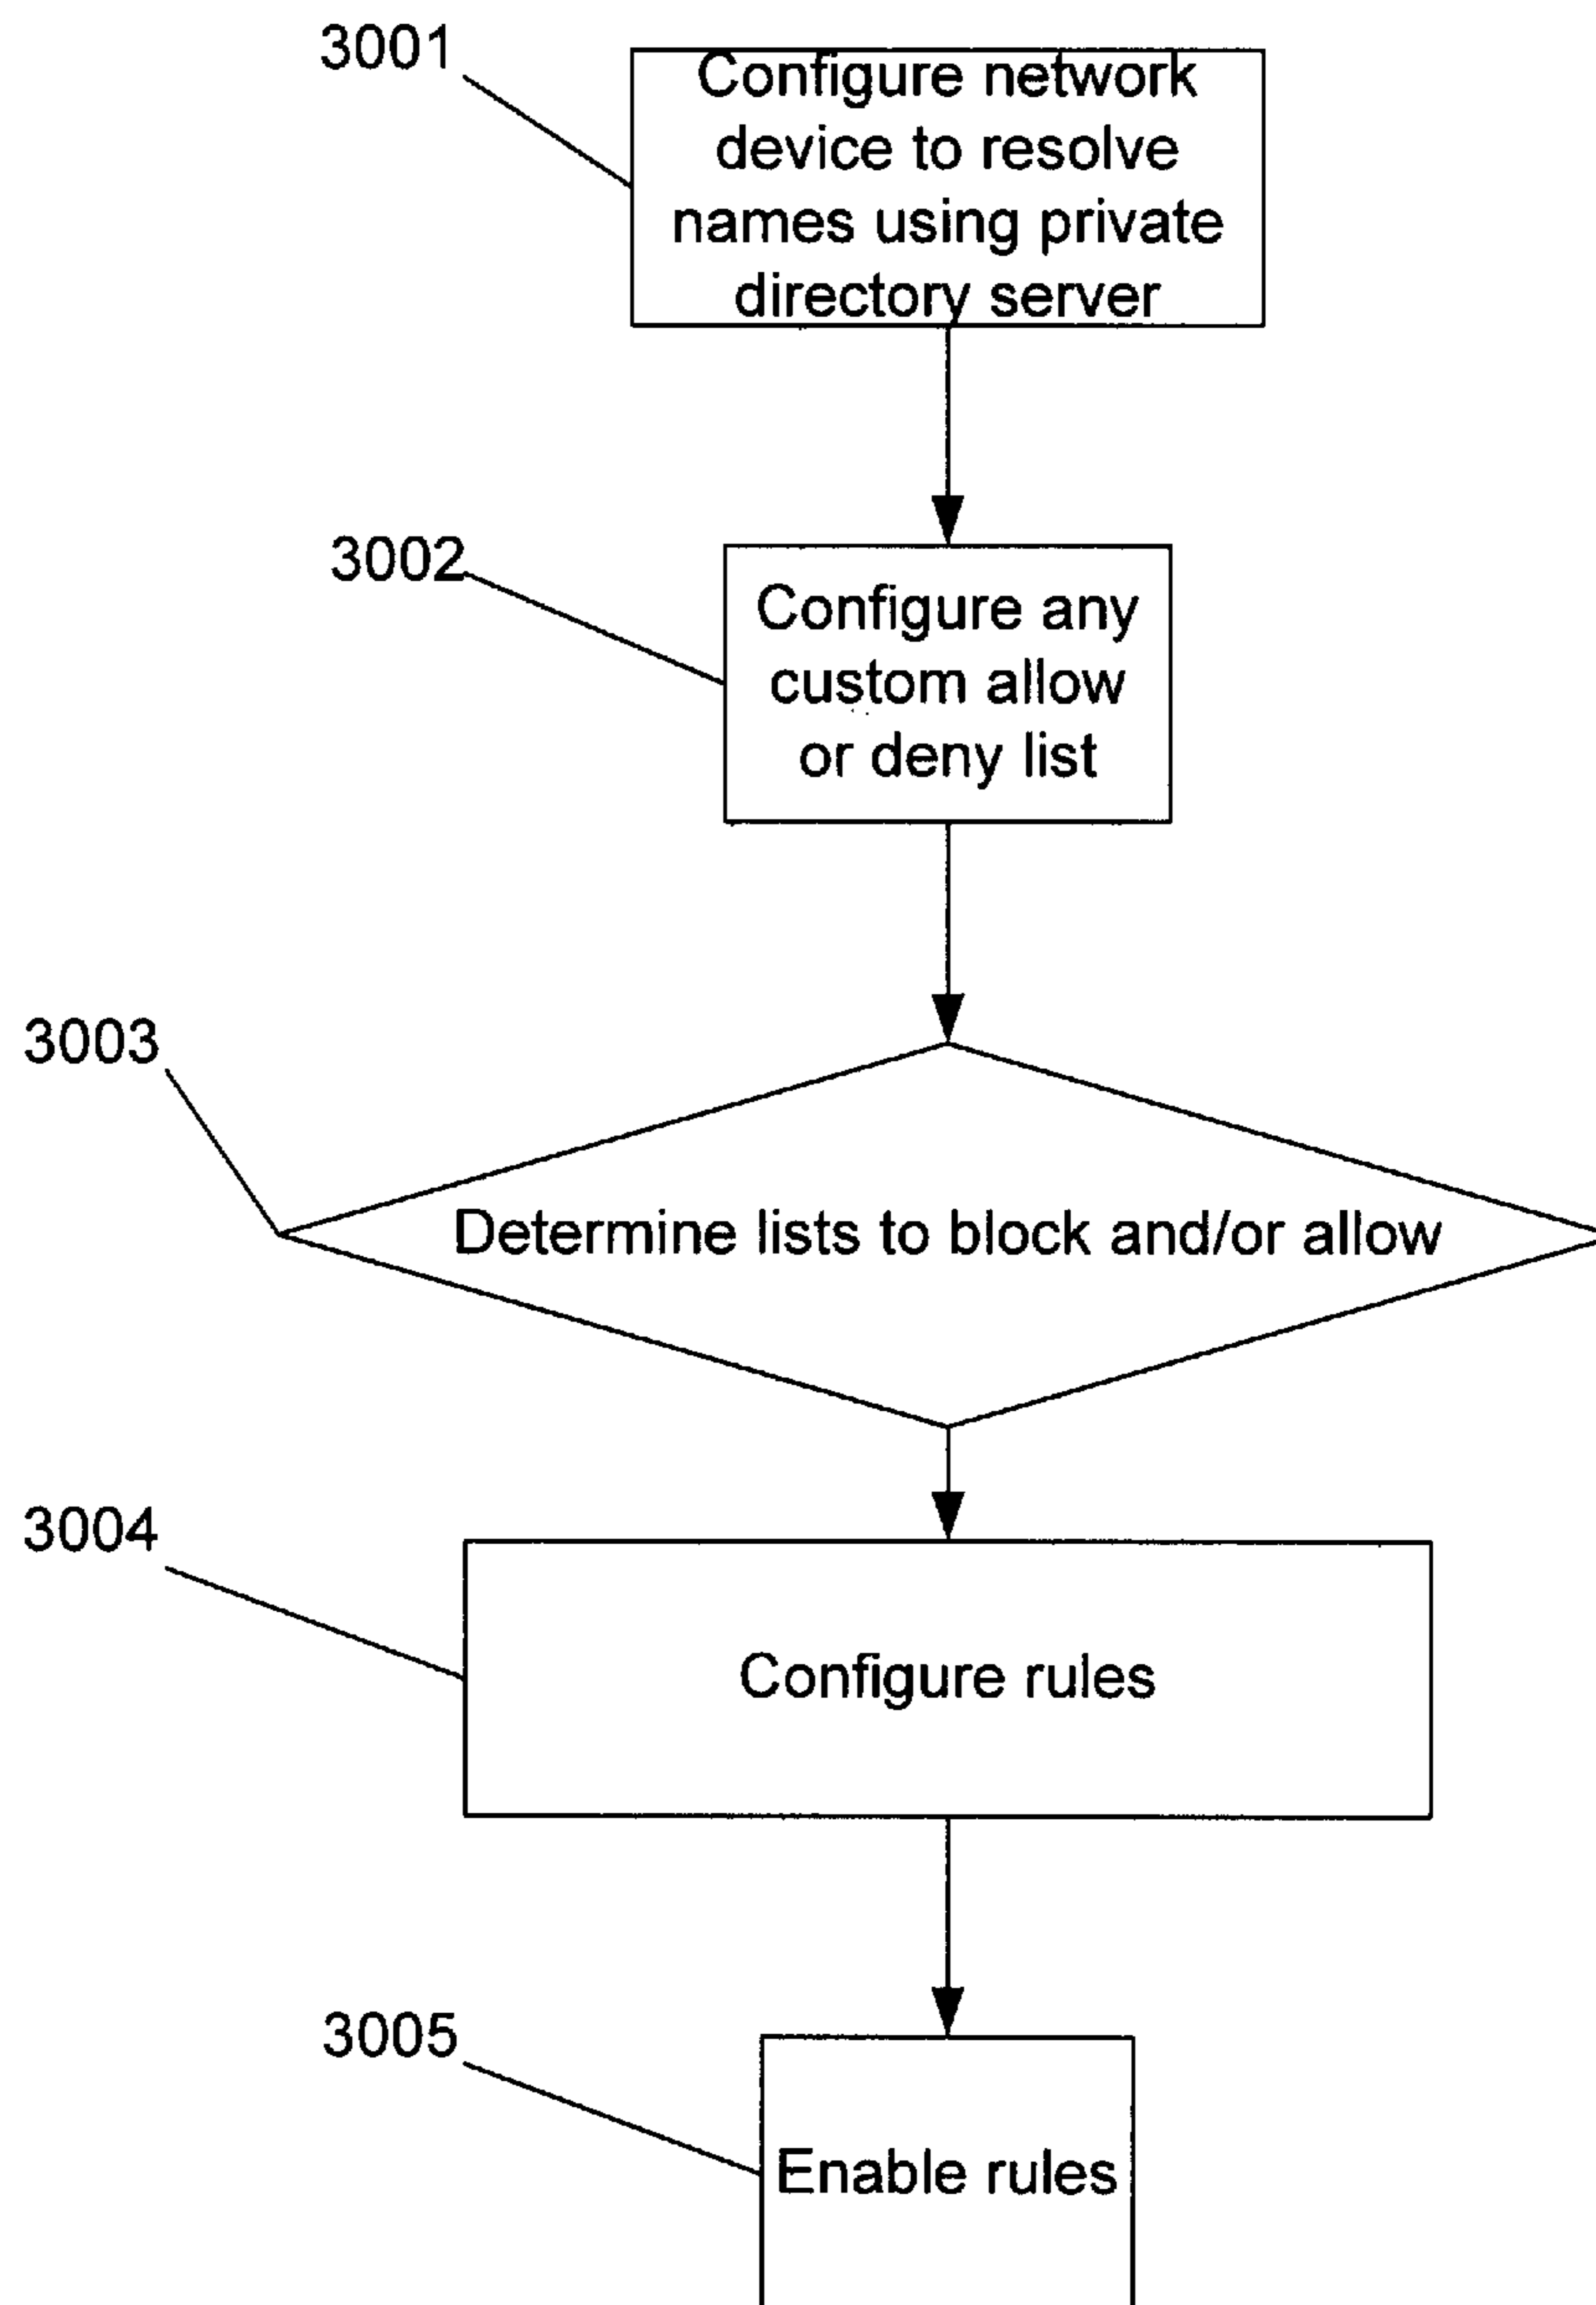 3001
Configure network
device to resolve
names using private
directory server
3002
Configure any
custom allow
or deny list
3003
Determine lists to block and/or allow
3004
Configure rules
3005
Enable rules